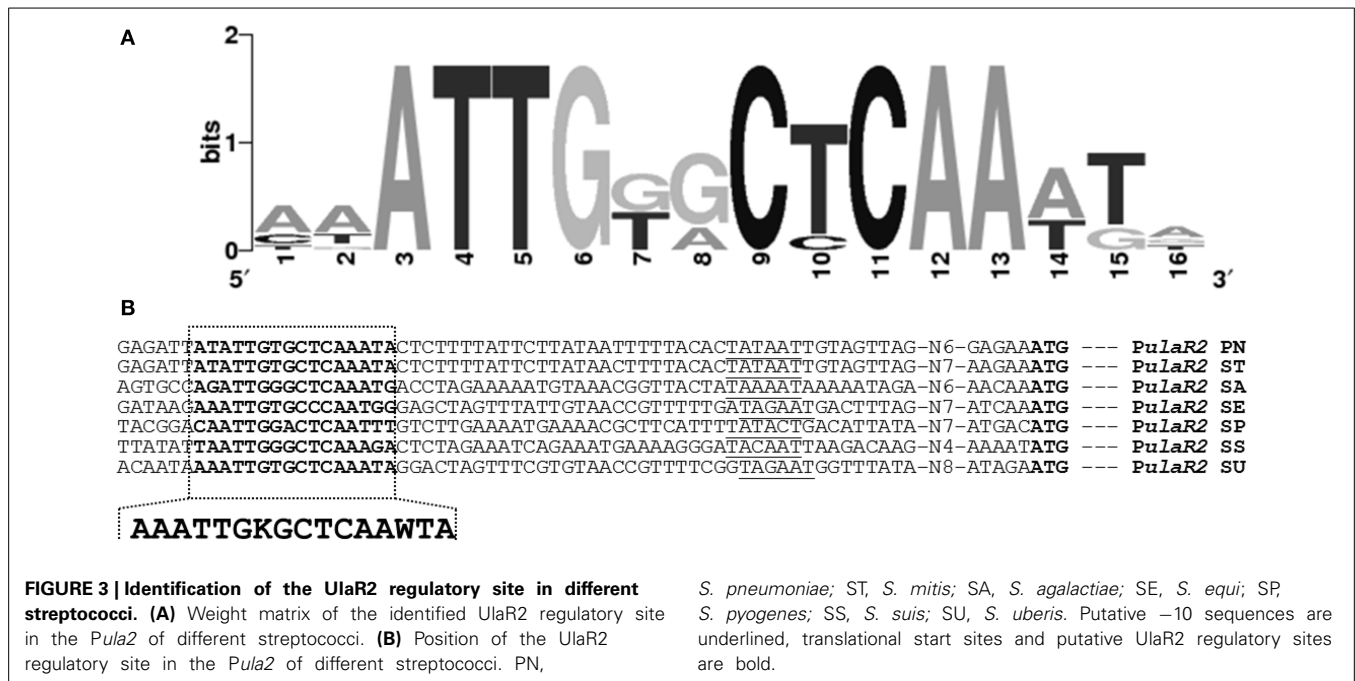 A
2
1
0
bits
A A A T T G G G C T C A A A T A
C T T A C T G
1 2 3 4 5 6 7 8 9 10 11 12 13 14 15 16
5′ 3′
B
GAGATTATATTGTGCTCAAATACTCTTTTATTCTTATAATTTTTACACTATAATTGTAGTTAG–N6–GAGAAATG --- PulaR2 PN
GAGATTATATTGTGCTCAAATACTCTTTTATTCTTATAACTTTTACACTATAATTGTAGTTAG–N7–AAGAAATG --- PulaR2 ST
AGTGCCAGATTGGGCTCAAATGACCTAGAAAAATGTAAACGGTTACTATAAAATAAAAATAGA–N6–AACAAATG --- PulaR2 SA
GATAAGAAATTGTGCCCAATGGGAGCTAGTTTATTGTAACCGTTTTTGATAGAATGACTTTAG–N7–ATCAAATG --- PulaR2 SE
TACGGACAATTGGACTCAATTTGTCTTGAAAATGAAAACGCTTCATTTTATACTGACATTATA–N7–ATGACATG --- PulaR2 SP
TTATATTAATTGGGCTCAAAGACTCTAGAAATCAGAAATGAAAAGGGATACAATTAAGACAAG–N4–AAAATATG --- PulaR2 SS
ACAATAAAATTGTGCTCAAATAGGACTAGTTTCGTGTAACCGTTTTCGGTAGAATGGTTTATA–N8–ATAGAATG --- PulaR2 SU
AAATTGKGCTCAAWTA
FIGURE 3 | Identification of the UlaR2 regulatory site in different
streptococci. (A) Weight matrix of the identified UlaR2 regulatory site
in the Pula2 of different streptococci. (B) Position of the UlaR2
regulatory site in the Pula2 of different streptococci. PN,
S. pneumoniae; ST, S. mitis; SA, S. agalactiae; SE, S. equi; SP,
S. pyogenes; SS, S. suis; SU, S. uberis. Putative −10 sequences are
underlined, translational start sites and putative UlaR2 regulatory sites
are bold.